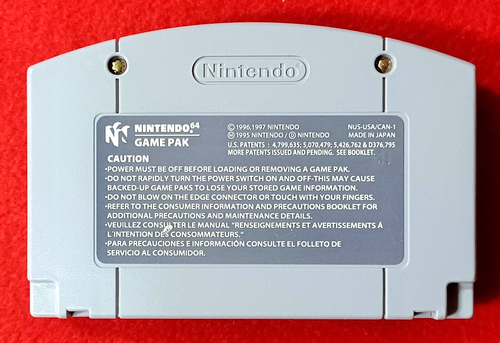 Nintendo
NINTENDO 64
GAME PAK
© 1996,1997 NINTENDO
Ⓜ 1995 NINTENDO / Ⓓ NINTENDO
NUS-USA/CAN-1
MADE IN JAPAN
U.S. PATENTS : 4,799,635; 5,070,479; 5,426,762 & D376,795
MORE PATENTS ISSUED AND PENDING. SEE BOOKLET.
CAUTION
•POWER MUST BE OFF BEFORE LOADING OR REMOVING A GAME PAK.
•DO NOT RAPIDLY TURN THE POWER SWITCH ON AND OFF-THIS MAY CAUSE
BACKED-UP GAME PAKS TO LOSE YOUR STORED GAME INFORMATION.
•DO NOT BLOW ON THE EDGE CONNECTOR OR TOUCH WITH YOUR FINGERS.
•REFER TO THE CONSUMER INFORMATION AND PRECAUTIONS BOOKLET FOR
ADDITIONAL PRECAUTIONS AND MAINTENANCE DETAILS.
•VEUILLEZ CONSULTER LE MANUEL "RENSEIGNEMENTS ET AVERTISSEMENTS À
L'INTENTION DES CONSOMMATEURS."
•PARA PRECAUCIONES E INFORMACIÓN CONSULTE EL FOLLETO DE
SERVICIO AL CONSUMIDOR.